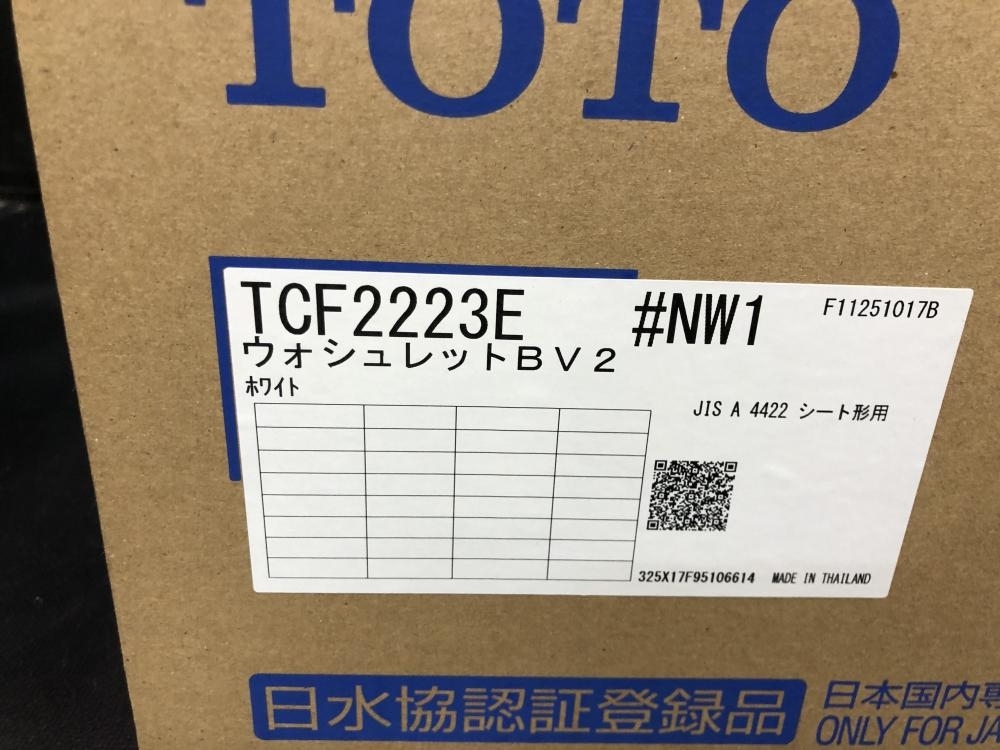 TOTO
TCF2223E #NW1 F11251017B
ウォシュレットＢＶ２
ホワイト
JIS A 4422 シート形用
325X17F95106614 MADE IN THAILAND
日水協認証登録品
日本国内専
ONLY FOR JA